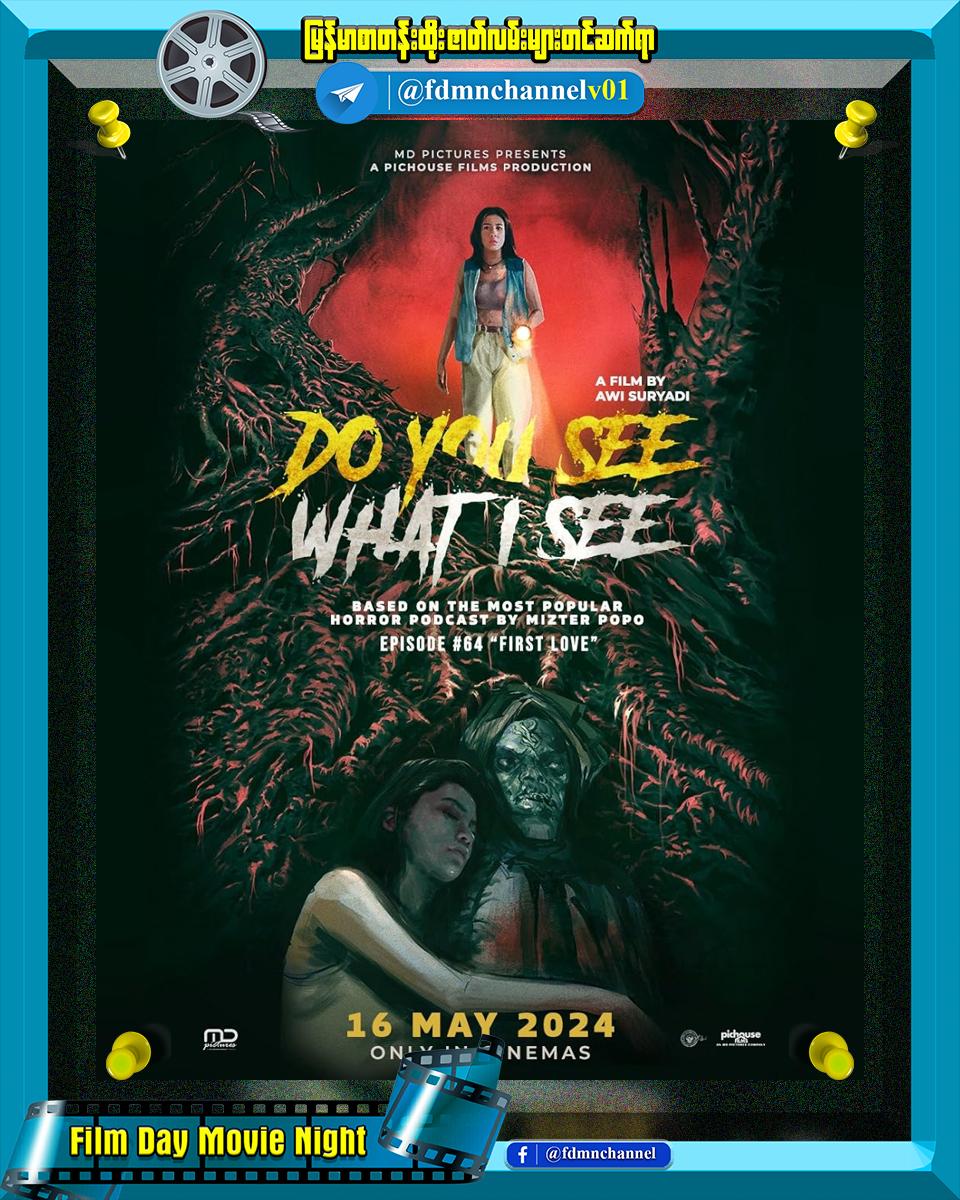 မြန်မာစာတန်းထိုးဇာတ်လမ်းများတင်ဆက်ရာ
@fdmnchannelv01
MD PICTURES PRESENTS
A PICHOUSE FILMS PRODUCTION
A FILM BY
AWI SURYADI
DO YOU SEE
WHAT I SEE
BASED ON THE MOST POPULAR
HORROR PODCAST BY MIZTER POPO
EPISODE #64 “FIRST LOVE”
16 MAY 2024
ONLY IN CINEMAS
MD
pictures
pichouse
FILMS
Film Day Movie Night
f
@fdmnchannel